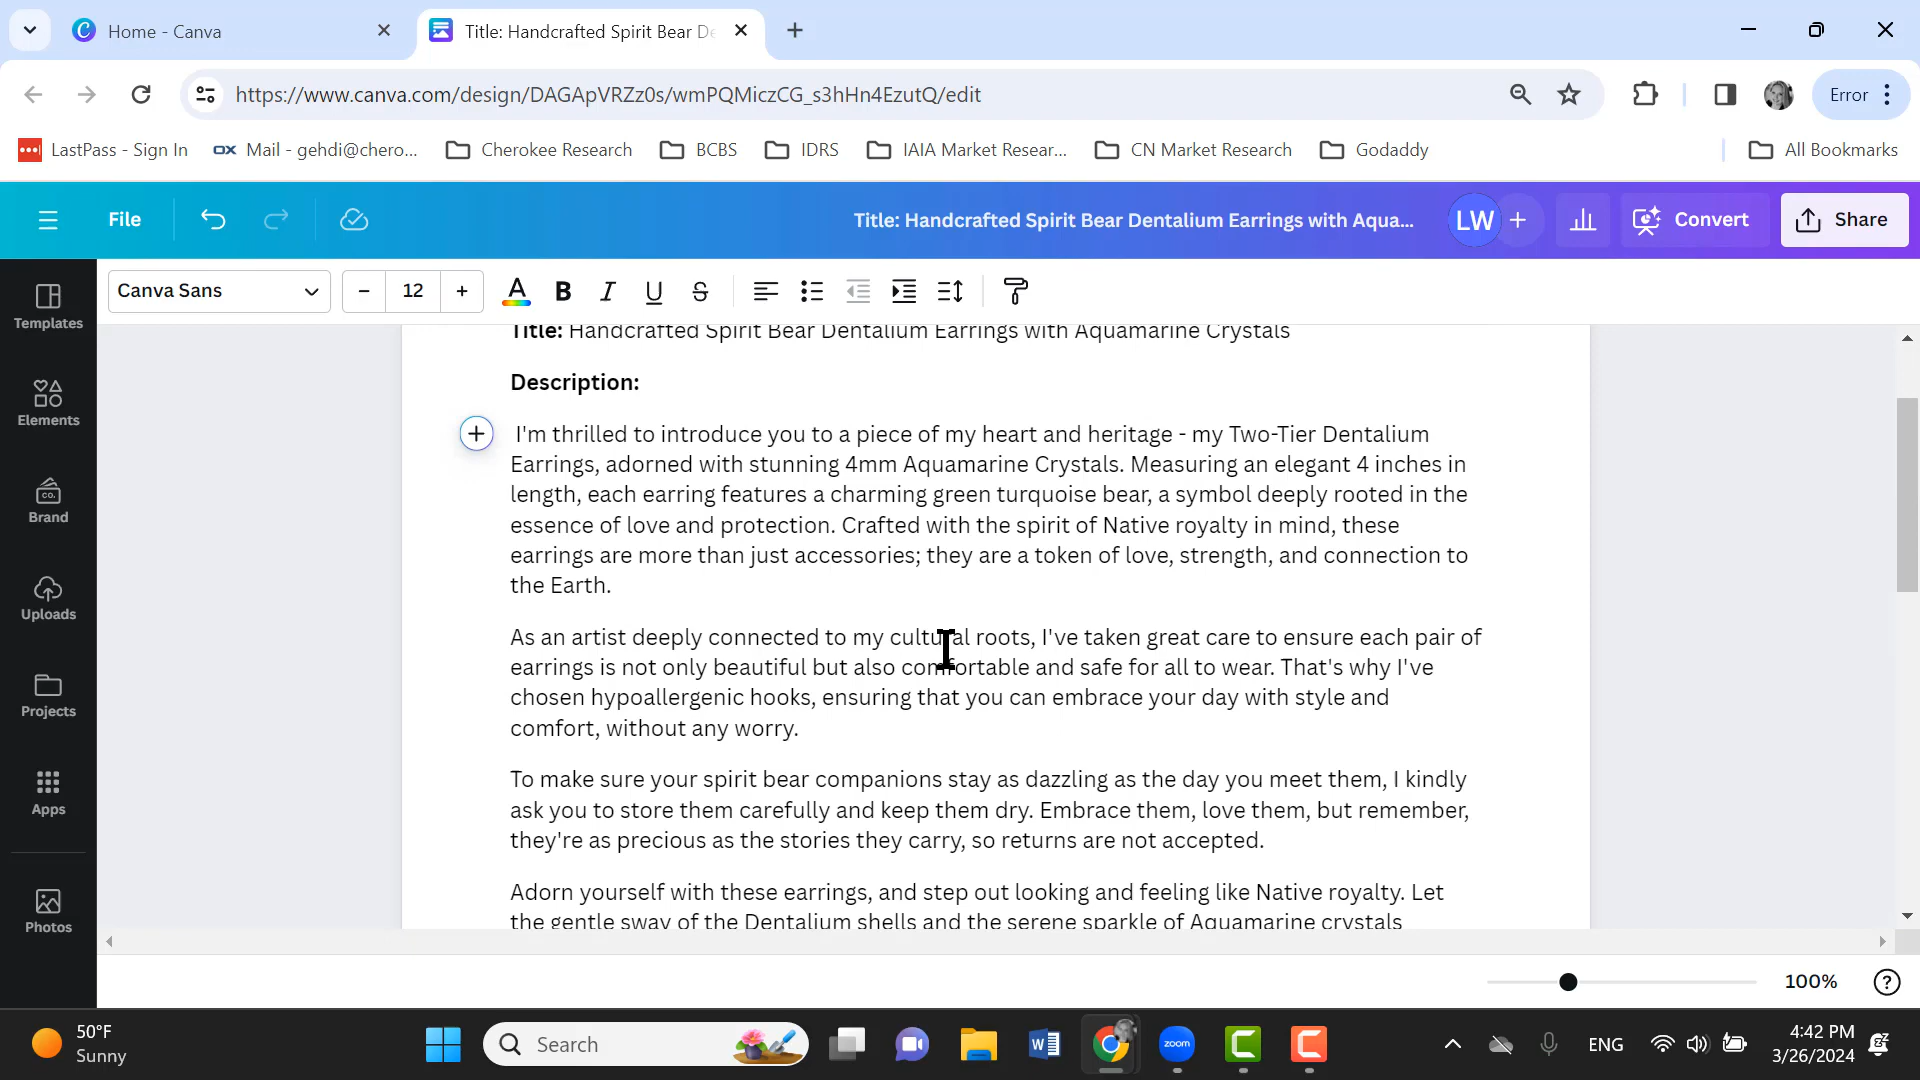 Home - Canva
Title: Handcrafted Spirit Bear De
https://www.canva.com/design/DAGApVRZz0s/wmPQMiczCG_s3hHn4EzutQ/edit
Error
LastPass - Sign In
OX
Mail - gehdi@chero...
Cherokee Research
BCBS
IDRS
IAIA Market Resear...
CN Market Research
Godaddy
All Bookmarks
File
Title: Handcrafted Spirit Bear Dentalium Earrings with Aqua...
LW
Convert
Share
Canva Sans
12
A B I U S
Templates
Elements
CO.
Brand
Uploads
Projects
Apps
Photos
Title: Handcrafted Spirit Bear Dentalium Earrings with Aquamarine Crystals
Description:
I'm thrilled to introduce you to a piece of my heart and heritage - my Two-Tier Dentalium
Earrings, adorned with stunning 4mm Aquamarine Crystals. Measuring an elegant 4 inches in
length, each earring features a charming green turquoise bear, a symbol deeply rooted in the
essence of love and protection. Crafted with the spirit of Native royalty in mind, these
earrings are more than just accessories; they are a token of love, strength, and connection to
the Earth.
As an artist deeply connected to my cultural roots, I've taken great care to ensure each pair of
earrings is not only beautiful but also comfortable and safe for all to wear. That's why I've
chosen hypoallergenic hooks, ensuring that you can embrace your day with style and
comfort, without any worry.
To make sure your spirit bear companions stay as dazzling as the day you meet them, I kindly
ask you to store them carefully and keep them dry. Embrace them, love them, but remember,
they're as precious as the stories they carry, so returns are not accepted.
Adorn yourself with these earrings, and step out looking and feeling like Native royalty. Let
the gentle sway of the Dentalium shells and the serene sparkle of Aquamarine crystals
100%
50°F
Sunny
Search
zoom
ENG
4:42 PM
3/26/2024